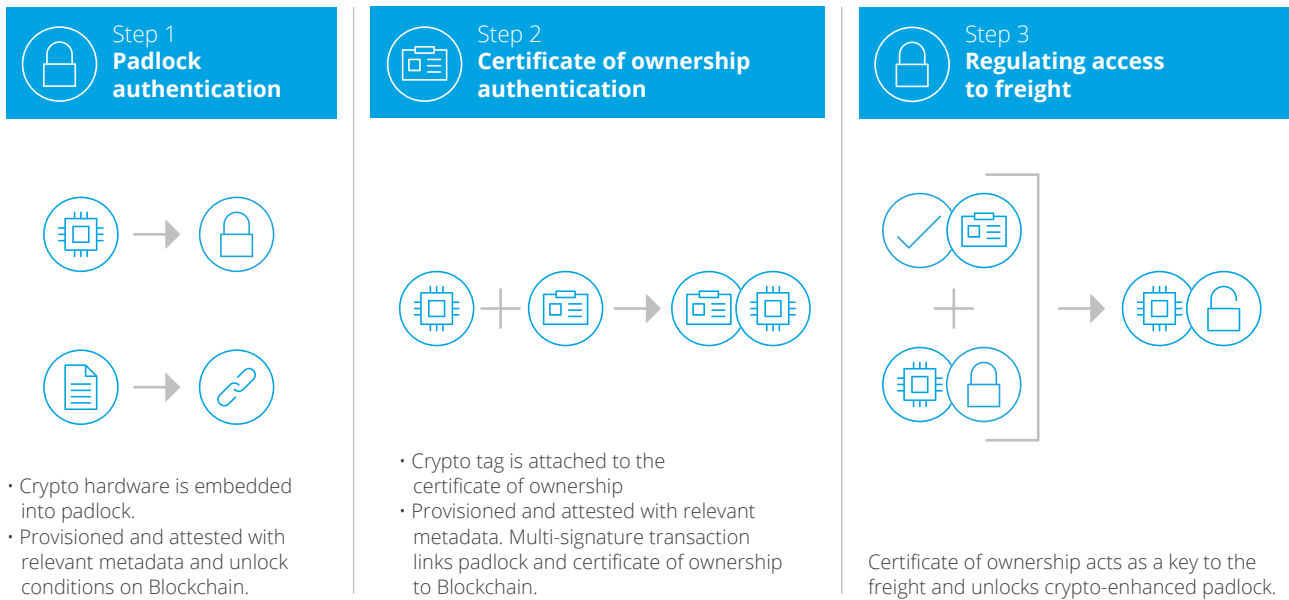 Step 1
Padlock
authentication
Step 2
Certificate of ownership
authentication
Step 3
Regulating access
to freight
• Crypto hardware is embedded
into padlock.
• Provisioned and attested with
relevant metadata and unlock
conditions on Blockchain.
• Crypto tag is attached to the
certificate of ownership
• Provisioned and attested with relevant
metadata. Multi-signature transaction
links padlock and certificate of ownership
to Blockchain.
Certificate of ownership acts as a key to the
freight and unlocks crypto-enhanced padlock.